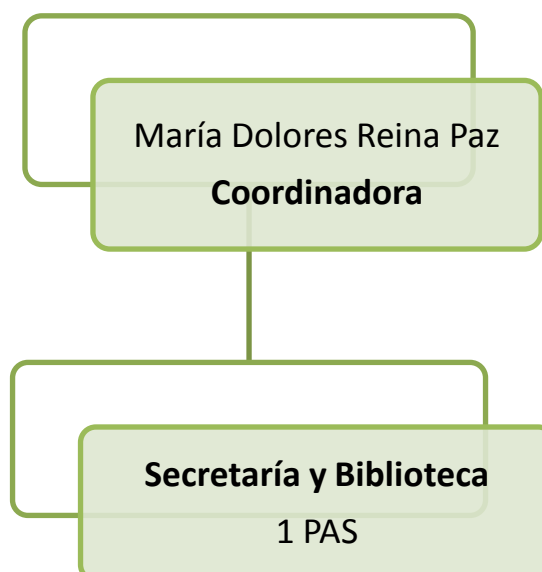 María Dolores Reina Paz
Coordinadora
Secretaría y Biblioteca
1 PAS